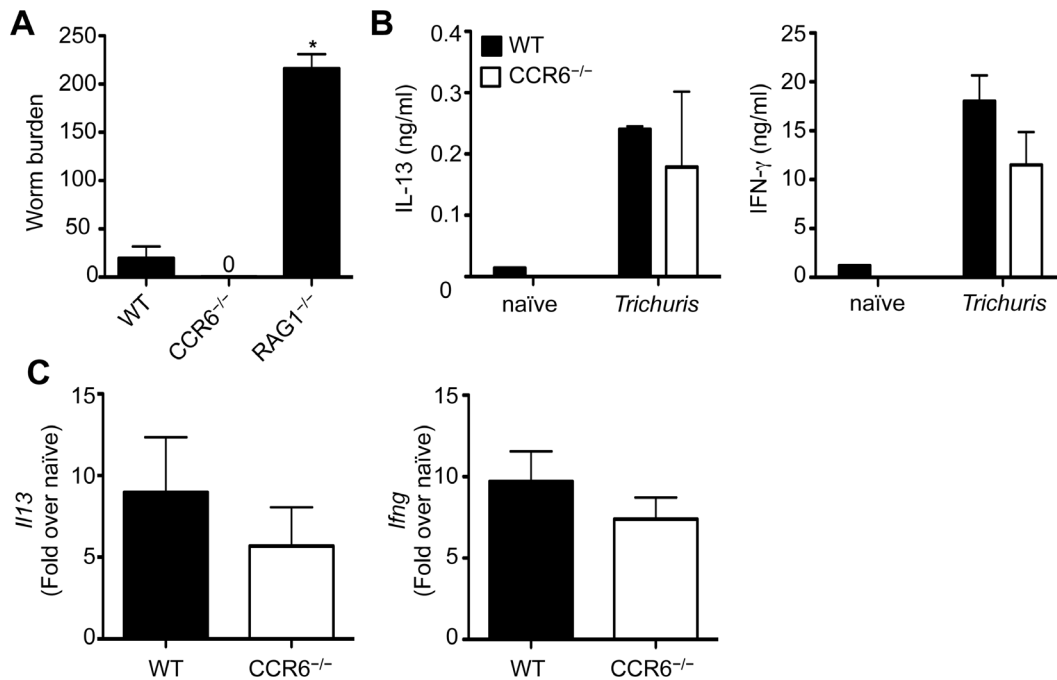 A
Worm burden
250
200
150
100
50
0
*
0
WT
CCR6−/−
RAG1−/−
B
IL-13 (ng/ml)
0.4
0.3
0.2
0.1
0
WT
CCR6−/−
naïve
Trichuris
IFN-γ (ng/ml)
25
20
15
10
5
0
naïve
Trichuris
C
Il13
(Fold over naïve)
15
10
5
0
WT
CCR6−/−
Ifng
(Fold over naïve)
15
10
5
0
WT
CCR6−/−